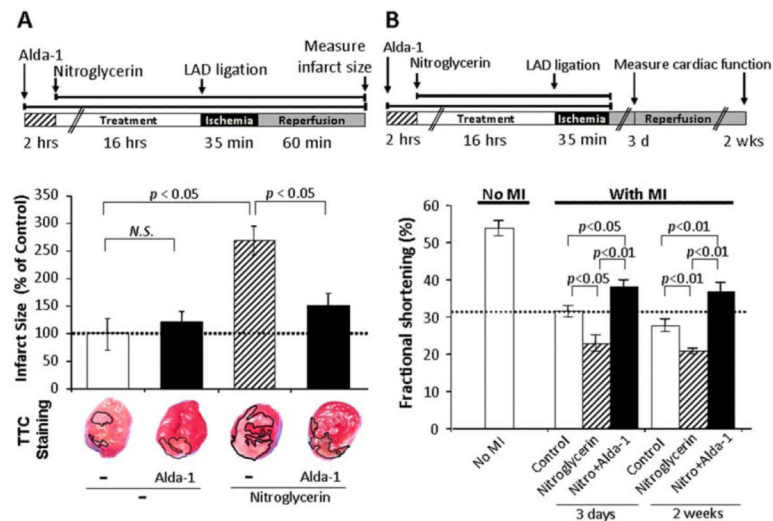 A
Alda-1
Nitroglycerin
LAD ligation
Measure
infarct size
Treatment
Ischemia
Reperfusion
2 hrs
16 hrs
35 min
60 min
Infarct Size (% of Control)
350
300
250
200
150
100
50
0
p < 0.05
p < 0.05
N.S.
TTC
Staining
– Alda-1 – Alda-1
– Nitroglycerin
B
Alda-1
Nitroglycerin
LAD ligation
Measure cardiac function
Treatment
Ischemia
Reperfusion
2 hrs
16 hrs
35 min
3 d
2 wks
No MI
With MI
Fractional shortening (%)
60
50
40
30
20
10
0
p<0.05
p<0.01
p<0.05
p<0.01
p<0.01
p<0.01
No MI
Control
Nitroglycerin
Nitro+Alda-1
Control
Nitroglycerin
Nitro+Alda-1
3 days
2 weeks